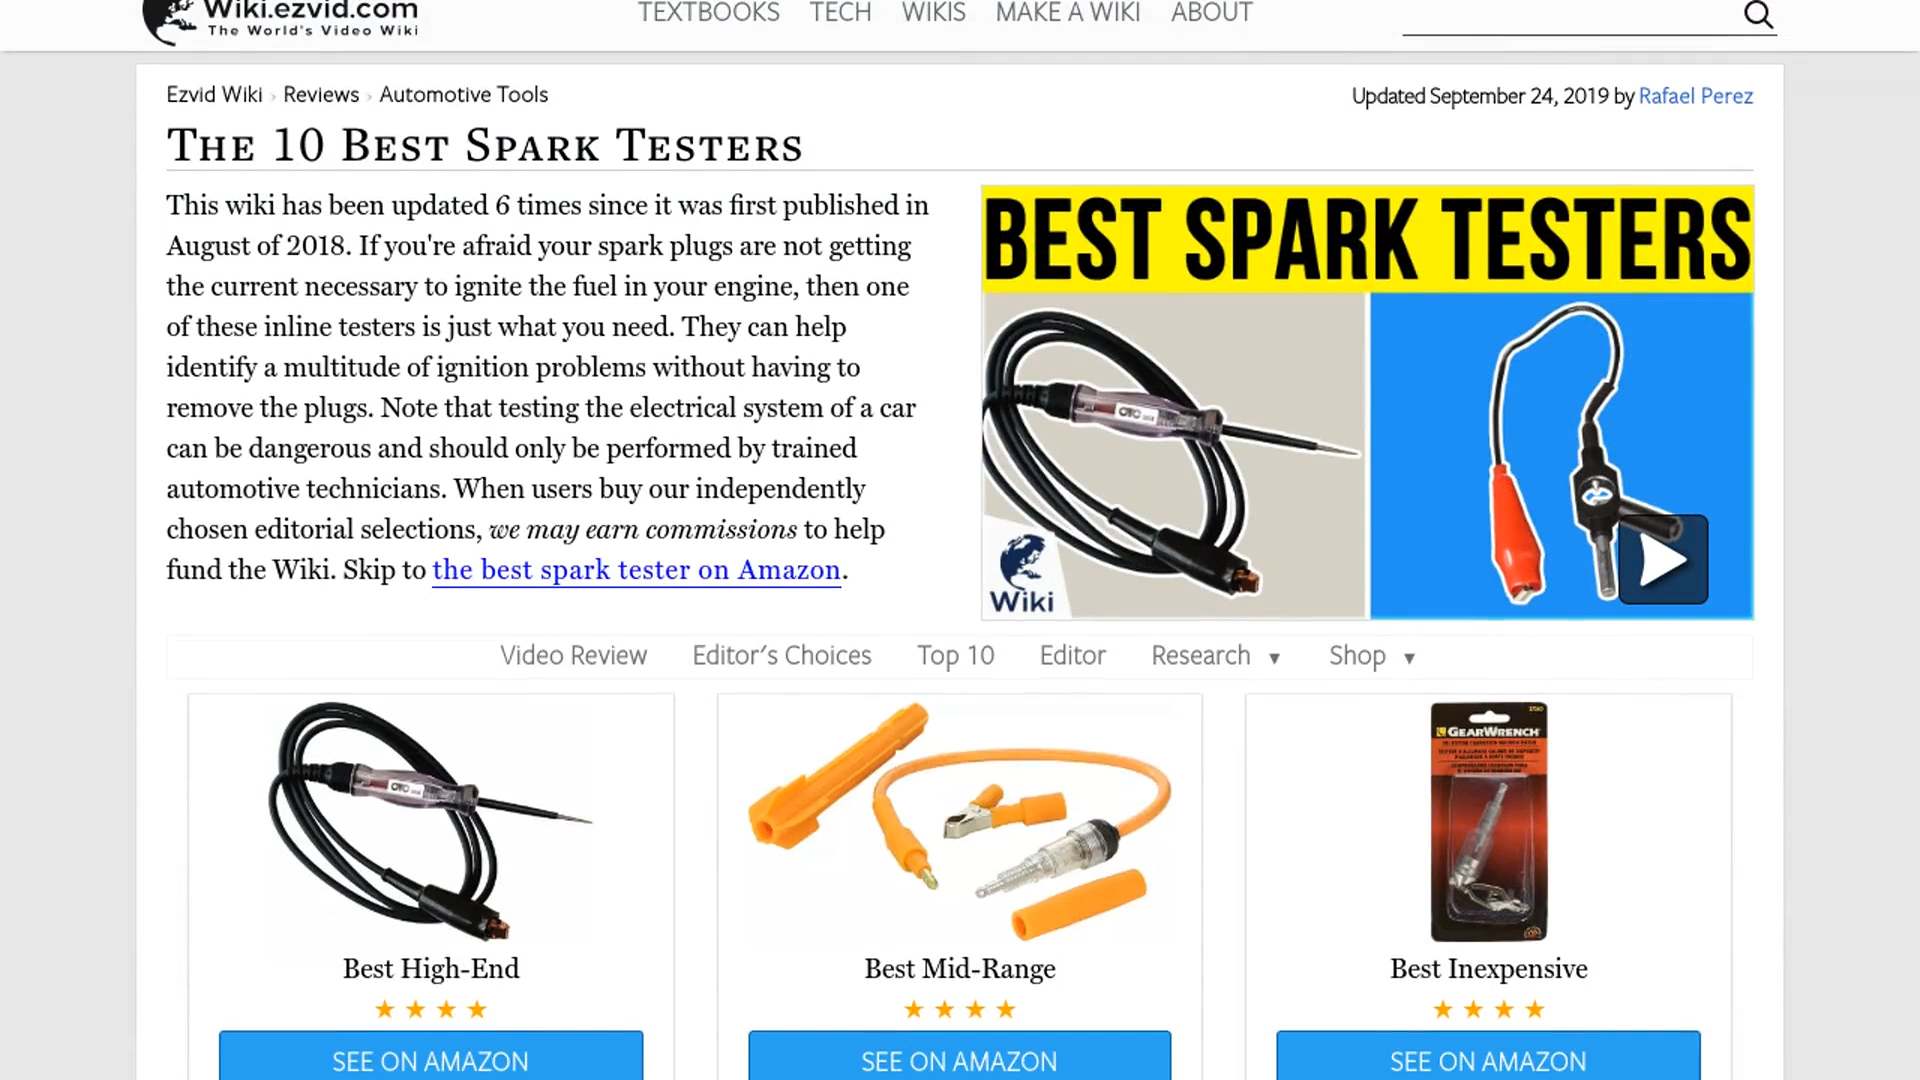 Wiki.ezvid.com
The World's Video Wiki
TEXTBOOKS TECH WIKIS MAKE A WIKI ABOUT
Ezvid Wiki › Reviews › Automotive Tools
Updated September 24, 2019 by Rafael Perez
The 10 Best Spark Testers
This wiki has been updated 6 times since it was first published in
August of 2018. If you're afraid your spark plugs are not getting
the current necessary to ignite the fuel in your engine, then one
of these inline testers is just what you need. They can help
identify a multitude of ignition problems without having to
remove the plugs. Note that testing the electrical system of a car
can be dangerous and should only be performed by trained
automotive technicians. When users buy our independently
chosen editorial selections, we may earn commissions to help
fund the Wiki. Skip to the best spark tester on Amazon.
BEST SPARK TESTERS
OTC
Wiki
Video Review Editor's Choices Top 10 Editor Research ▼ Shop ▼
OTC
GEARWRENCH
Best High-End
Best Mid-Range
Best Inexpensive
SEE ON AMAZON
SEE ON AMAZON
SEE ON AMAZON